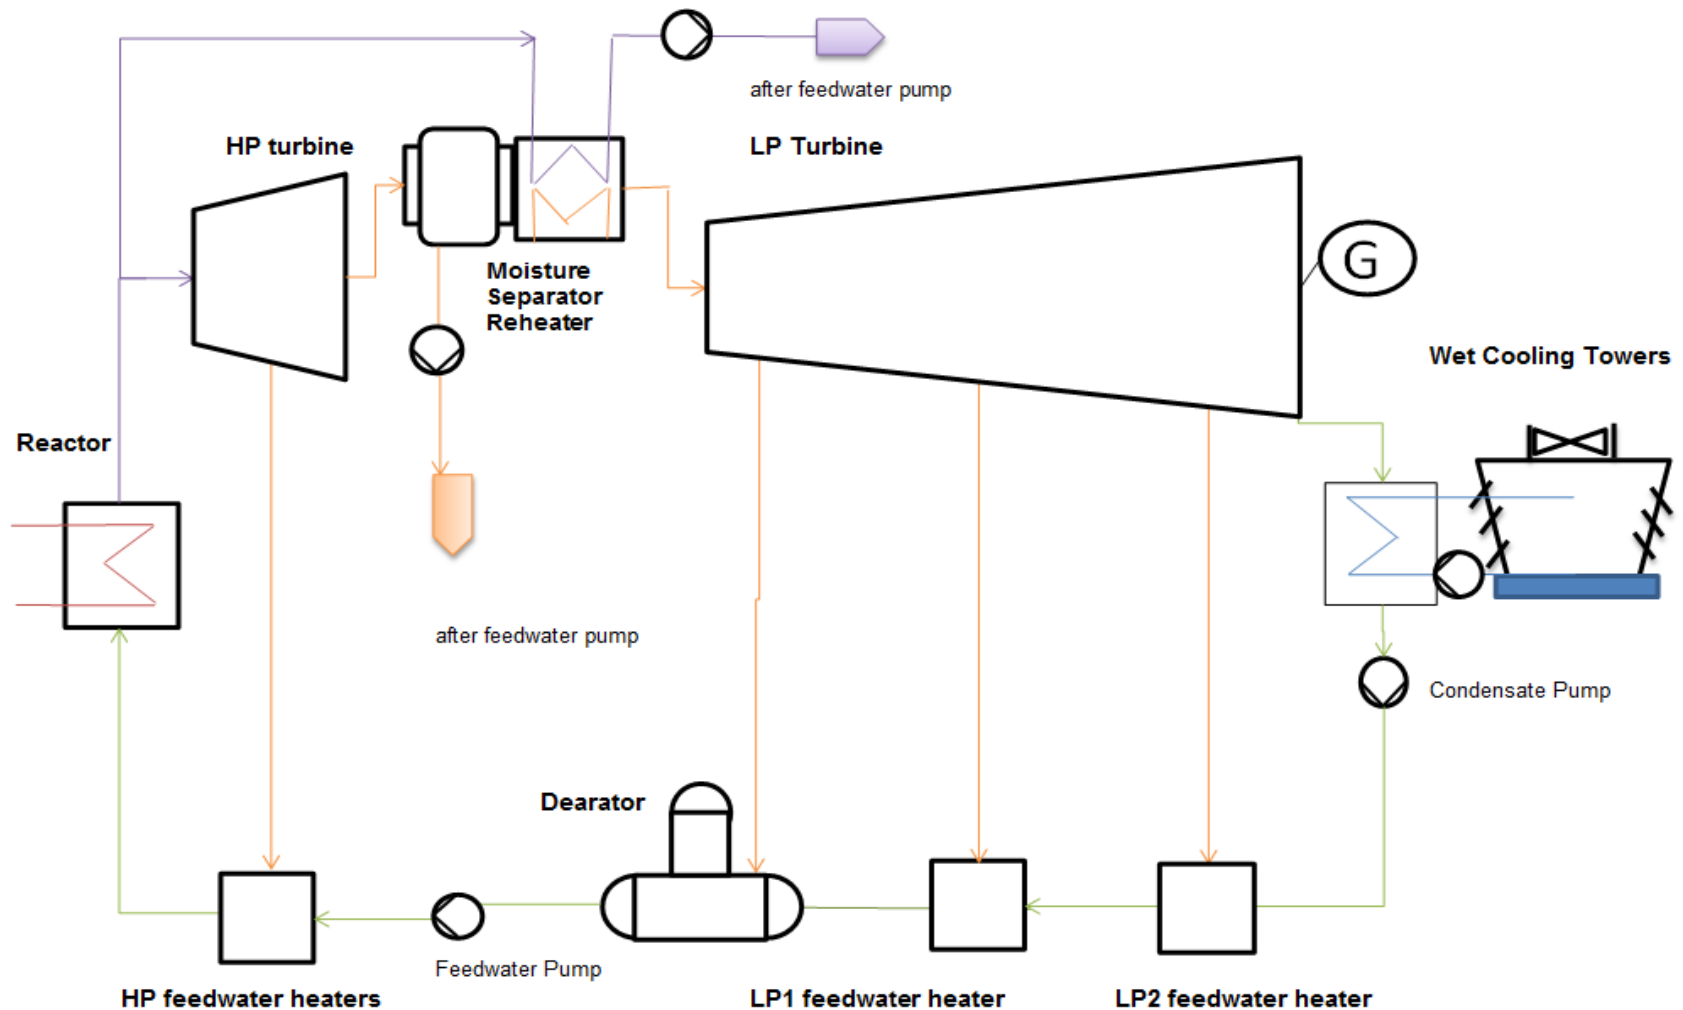 after feedwater pump
HP turbine
LP Turbine
G
Moisture
Separator
Reheater
Wet Cooling Towers
Reactor
after feedwater pump
Condensate Pump
Dearator
Feedwater Pump
HP feedwater heaters
LP1 feedwater heater
LP2 feedwater heater